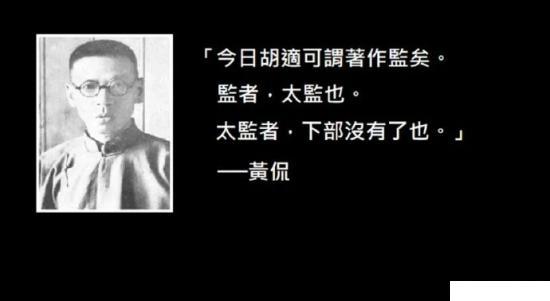 「今日胡適可謂著作監矣。
監者，太監也。
太監者，下部沒有了也。」
──黃侃